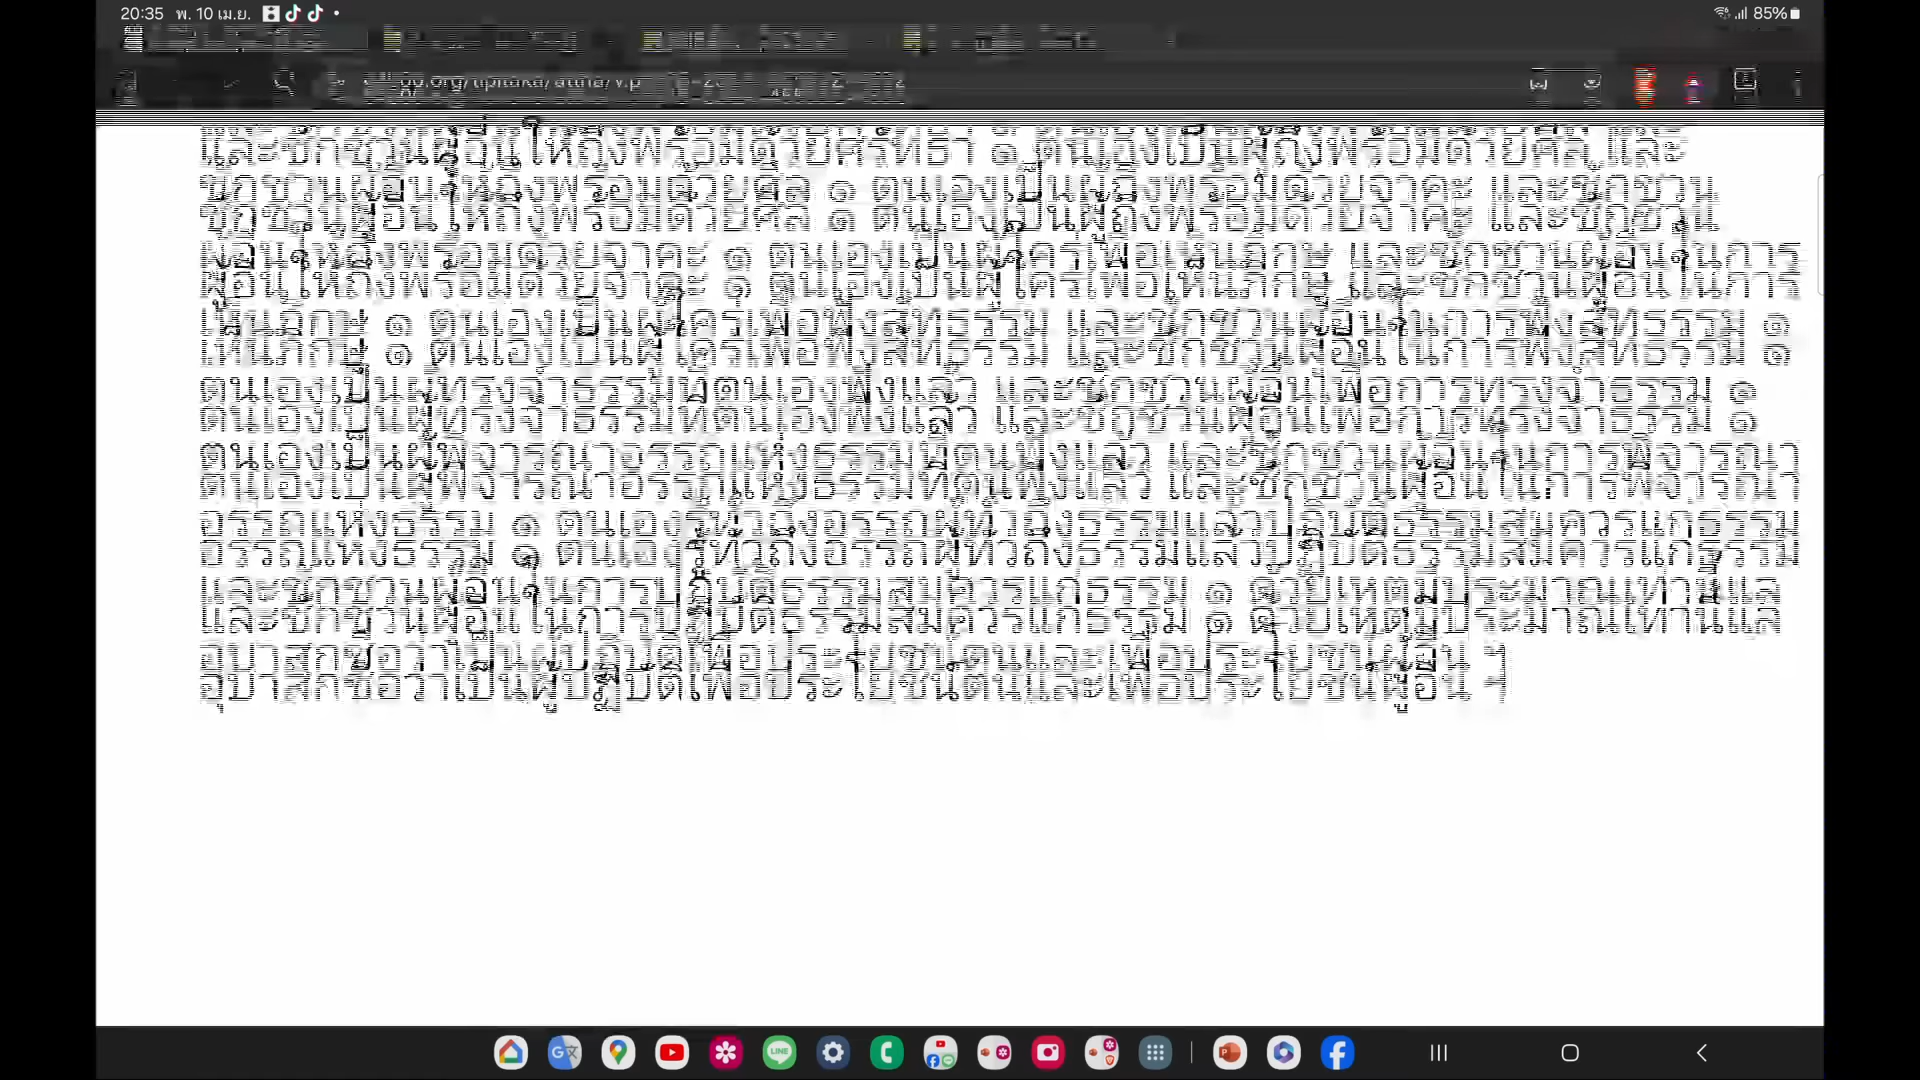 20:35 พ. 10 เม.ย.
85%
และชักชวนผู้อื่นให้ถึงพร้อมด้วยศรัทธา ๑ ตนเองเป็นผู้ถึงพร้อมด้วยศีล และ
ชักชวนผู้อื่นให้ถึงพร้อมด้วยศีล ๑ ตนเองเป็นผู้ถึงพร้อมด้วยจาคะ และชักชวน
ผู้อื่นให้ถึงพร้อมด้วยจาคะ ๑ ตนเองเป็นผู้ใคร่เพื่อเห็นภิกษุ และชักชวนผู้อื่นในการ
เห็นภิกษุ ๑ ตนเองเป็นผู้ใคร่เพื่อฟังสัทธรรม และชักชวนผู้อื่นในการฟังสัทธรรม ๑
ตนเองเป็นผู้ทรงจำธรรมที่ตนเองฟังแล้ว และชักชวนผู้อื่นเพื่อการทรงจำธรรม ๑
ตนเองเป็นผู้พิจารณาอรรถแห่งธรรมที่ตนฟังแล้ว และชักชวนผู้อื่นในการพิจารณา
อรรถแห่งธรรม ๑ ตนเองรู้ทั่วถึงอรรถรู้ทั่วถึงธรรมแล้วปฏิบัติธรรมสมควรแก่ธรรม
และชักชวนผู้อื่นในการปฏิบัติธรรมสมควรแก่ธรรม ๑ ด้วยเหตุมีประมาณเท่านี้แล
อุบาสกชื่อว่าเป็นผู้ปฏิบัติเพื่อประโยชน์ตนและเพื่อประโยชน์ผู้อื่น ฯ
LINE